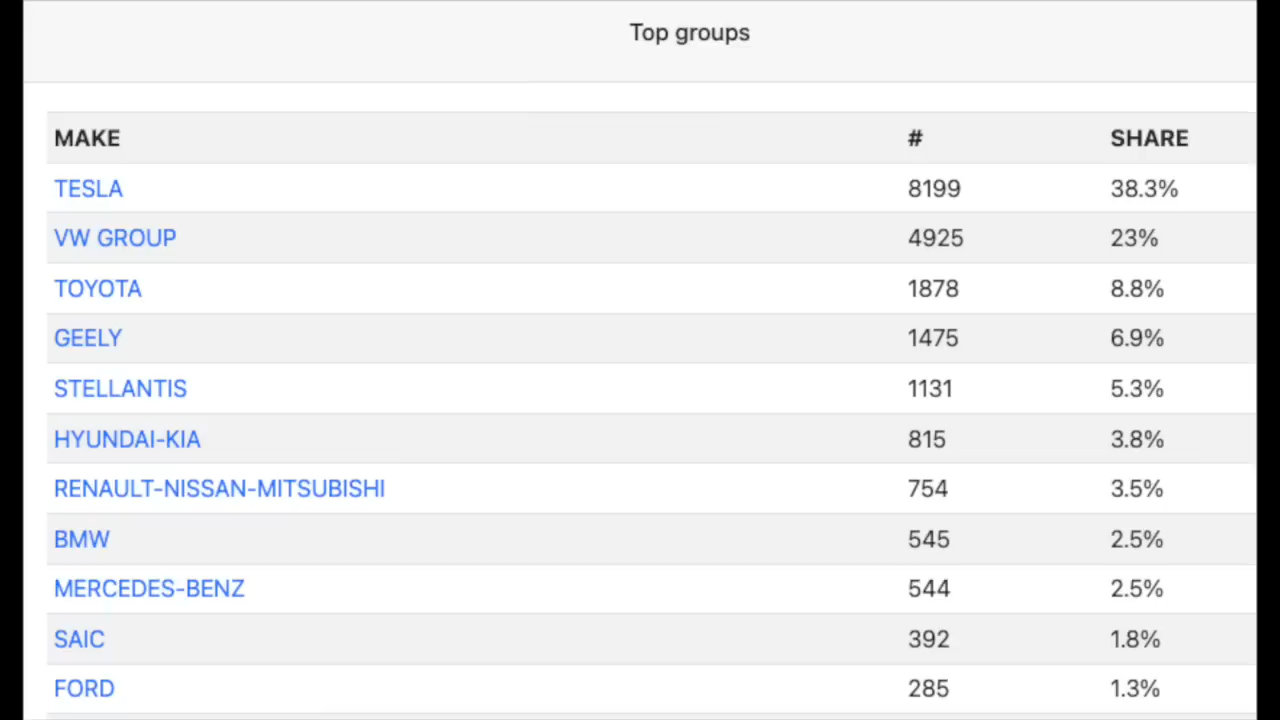 Top groups
MAKE # SHARE
TESLA 8199 38.3%
VW GROUP 4925 23%
TOYOTA 1878 8.8%
GEELY 1475 6.9%
STELLANTIS 1131 5.3%
HYUNDAI-KIA 815 3.8%
RENAULT-NISSAN-MITSUBISHI 754 3.5%
BMW 545 2.5%
MERCEDES-BENZ 544 2.5%
SAIC 392 1.8%
FORD 285 1.3%